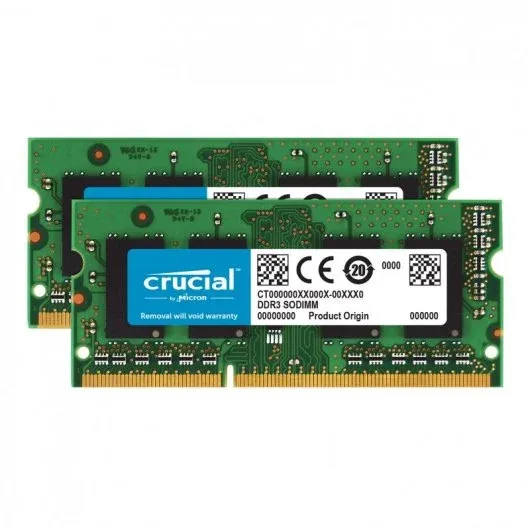 crucial
by Micron
Removal will void warranty
CE
20
0000
CT000000XX000X-00XXX0
DDR3 SODIMM
00000000 Product Origin
000000